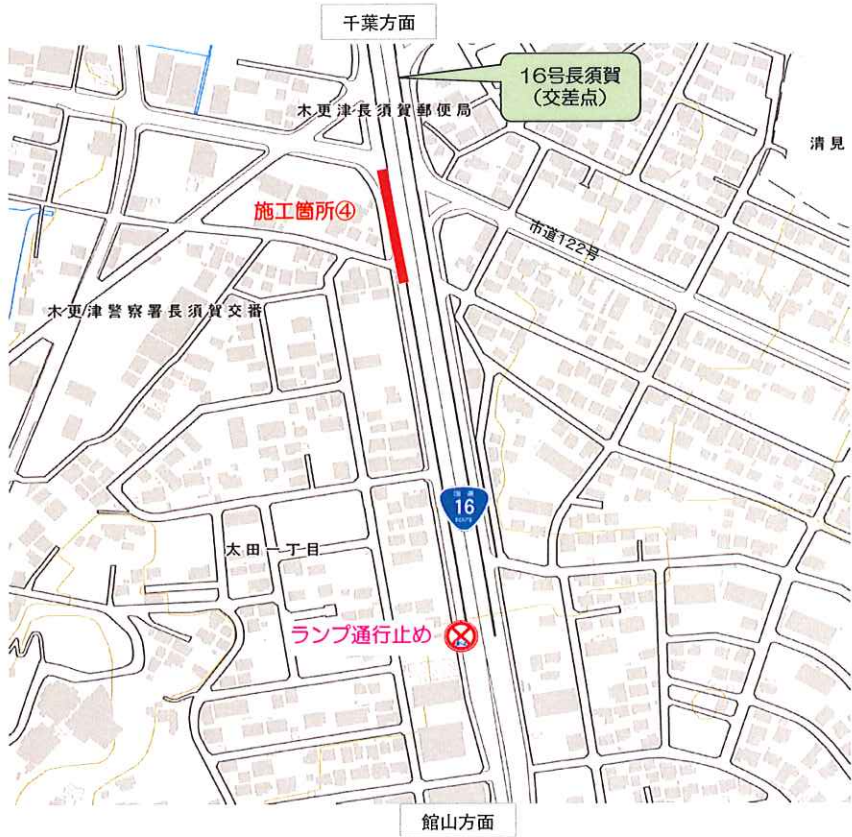 千葉方面
16号長須賀
(交差点)
木更津長須賀郵便局
清見
施工箇所④
市道122号
木更津警察署長須賀交番
国道
16
ROUTE
太田一丁目
ランプ通行止め
館山方面